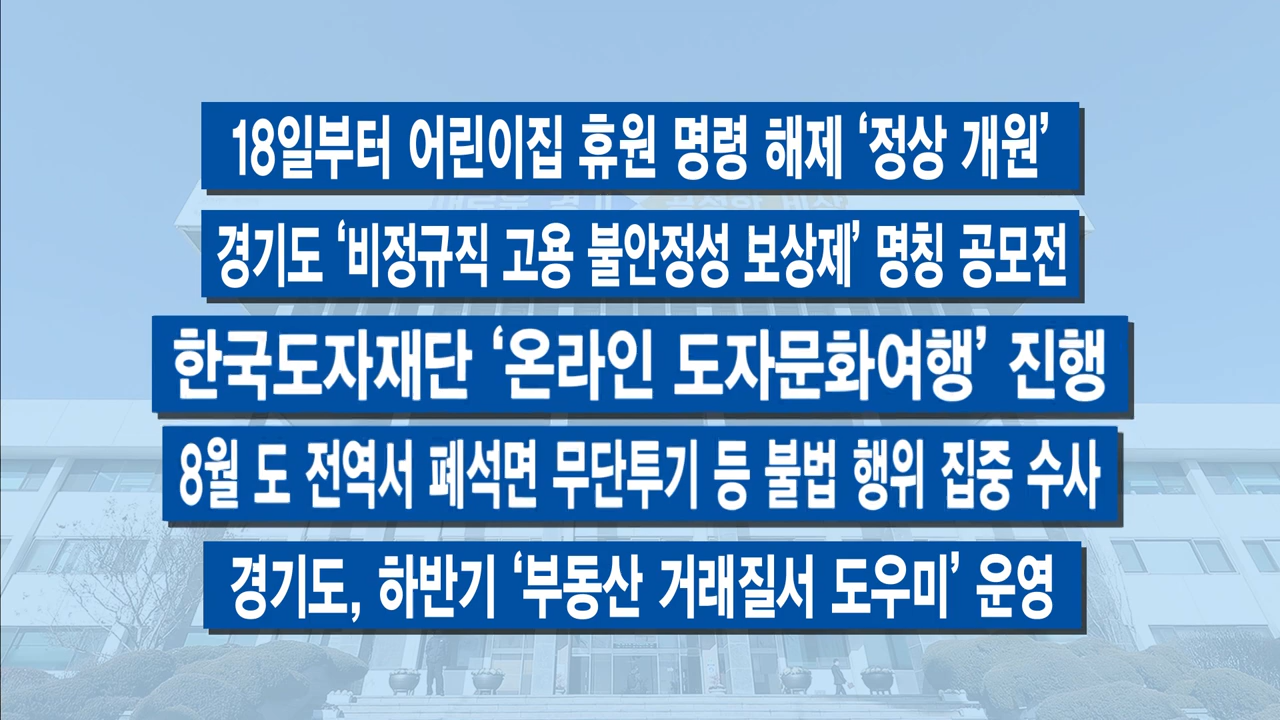 18일부터 어린이집 휴원 명령 해제 ‘정상 개원’
경기도 ‘비정규직 고용 불안정성 보상제’ 명칭 공모전
한국도자재단 ‘온라인 도자문화여행’ 진행
8월 도 전역서 폐석면 무단투기 등 불법 행위 집중 수사
경기도, 하반기 ‘부동산 거래질서 도우미’ 운영